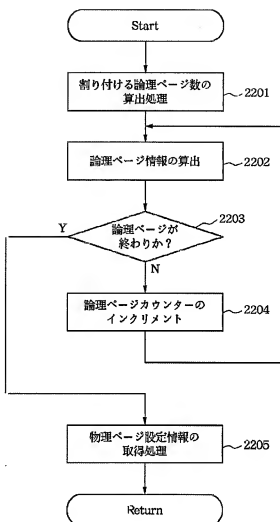 Start
割り付ける論理ページ数の
算出処理
2201
論理ページ情報の算出
2202
論理ページが
終わりか？
2203
Y
N
論理ページカウンターの
インクリメント
2204
物理ページ設定情報の
取得処理
2205
Return